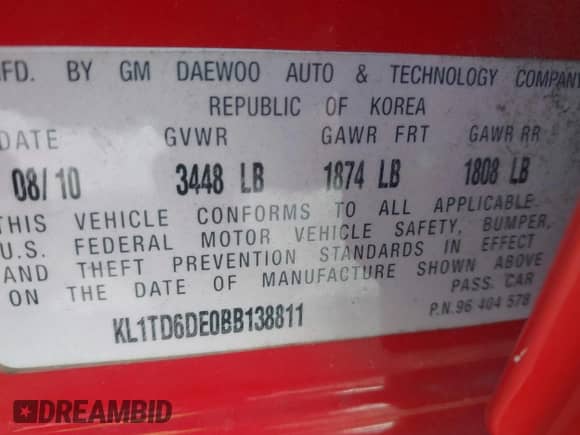 MFD. BY GM DAEWOO AUTO & TECHNOLOGY COMPANY
REPUBLIC OF KOREA
DATE GVWR GAWR FRT GAWR RR
08/10 3448 LB 1874 LB 1808 LB
THIS VEHICLE CONFORMS TO ALL APPLICABLE
U.S. FEDERAL MOTOR VEHICLE SAFETY, BUMPER,
AND THEFT PREVENTION STANDARDS IN EFFECT
ON THE DATE OF MANUFACTURE SHOWN ABOVE
PASS. CAR
KL1TD6DE0BB138811
P.N. 96 404 578
DREAMBID